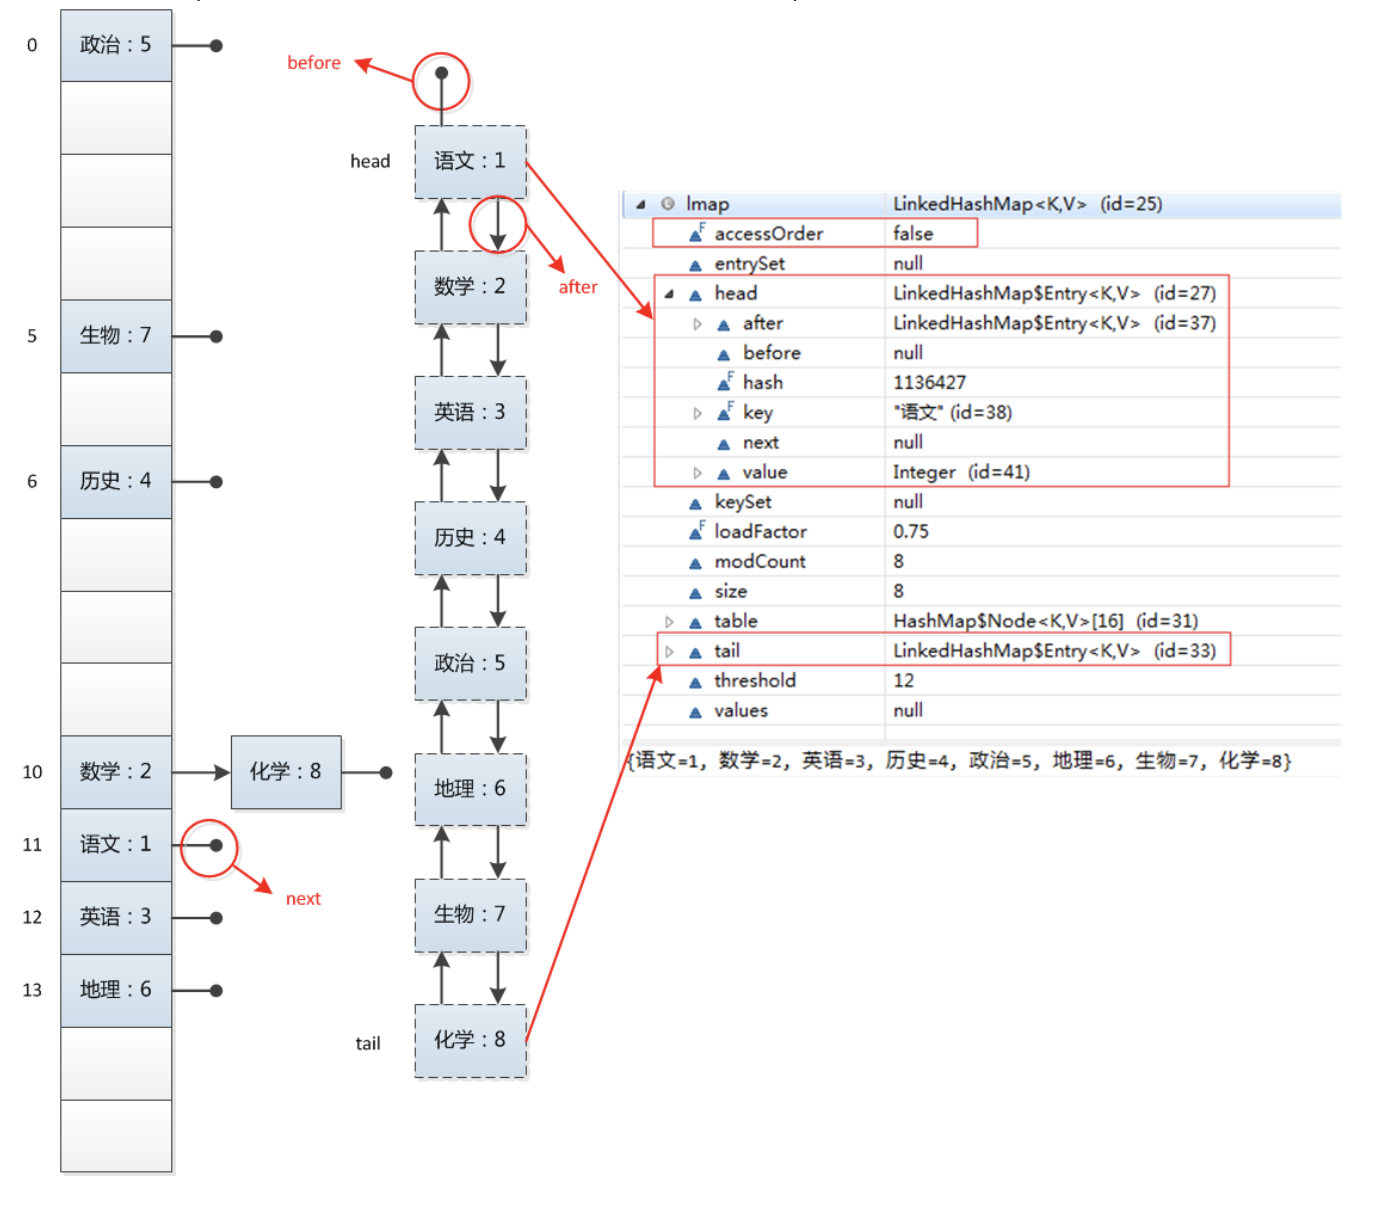 0
政治：5
5
生物：7
6
历史：4
10
数学：2
化学：8
11
语文：1
next
12
英语：3
13
地理：6
before
head
语文：1
after
数学：2
英语：3
历史：4
政治：5
地理：6
生物：7
tail
化学：8
lmap LinkedHashMap<K,V> (id=25)
accessOrder false
entrySet null
head LinkedHashMap$Entry<K,V> (id=27)
after LinkedHashMap$Entry<K,V> (id=37)
before null
F hash 1136427
F key "语文" (id=38)
next null
value Integer (id=41)
keySet null
F loadFactor 0.75
modCount 8
size 8
table HashMap$Node<K,V>[16] (id=31)
tail LinkedHashMap$Entry<K,V> (id=33)
threshold 12
values null
{语文=1, 数学=2, 英语=3, 历史=4, 政治=5, 地理=6, 生物=7, 化学=8}